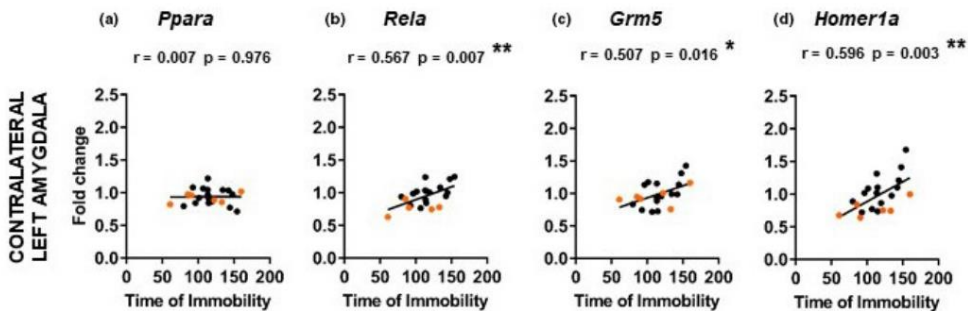 (a) Ppara
(b) Rela
(c) Grm5
(d) Homer1a
r = 0.007 p = 0.976
r = 0.567 p = 0.007 **
r = 0.507 p = 0.016 *
r = 0.596 p = 0.003 **
CONTRALATERAL
LEFT AMYGDALA
Fold change
2.5
2.0
1.5
1.0
0.5
0.0
0 50 100 150 200
Time of Immobility
2.5
2.0
1.5
1.0
0.5
0.0
0 50 100 150 200
Time of Immobility
2.5
2.0
1.5
1.0
0.5
0.0
0 50 100 150 200
Time of Immobility
2.5
2.0
1.5
1.0
0.5
0.0
0 50 100 150 200
Time of Immobility